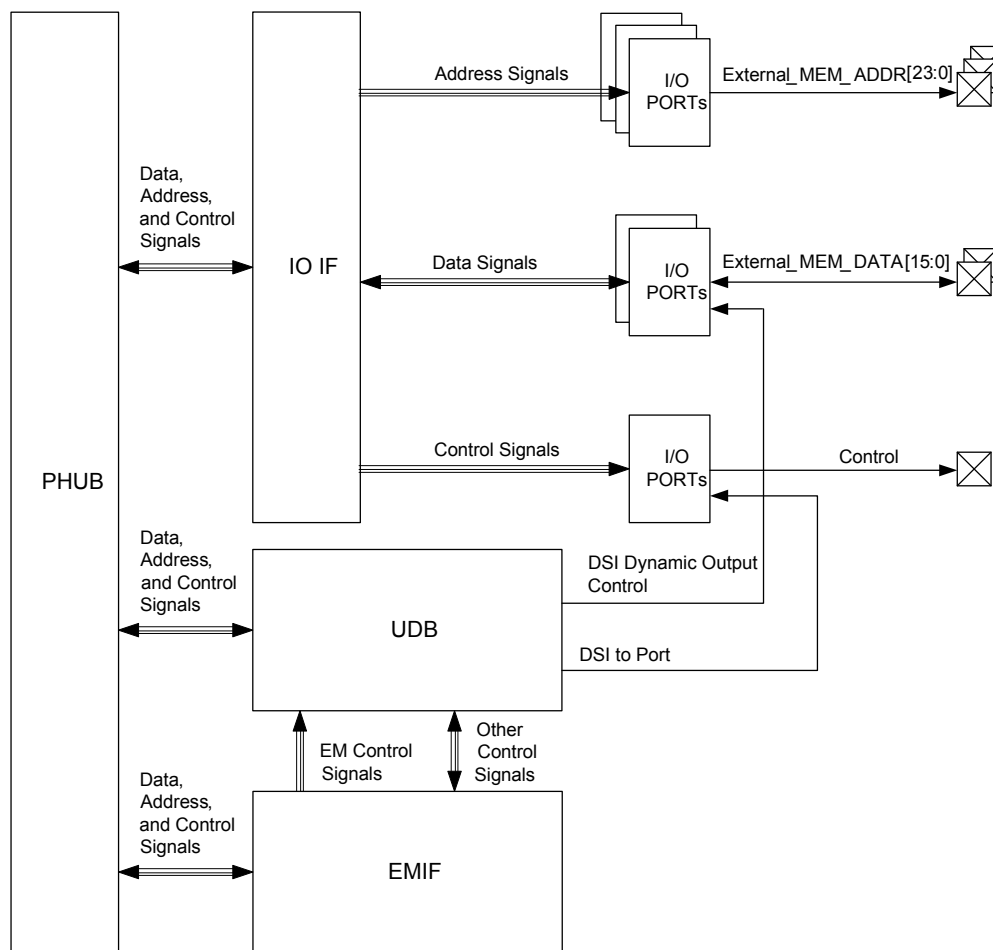 Address Signals
I/O
PORTs
External_MEM_ADDR[23:0]
Data,
Address,
and Control
Signals
IO IF
Data Signals
I/O
PORTs
External_MEM_DATA[15:0]
Control Signals
I/O
PORTs
Control
PHUB
Data,
Address,
and Control
Signals
UDB
DSI Dynamic Output
Control
DSI to Port
EM Control
Signals
Other
Control
Signals
Data,
Address,
and Control
Signals
EMIF